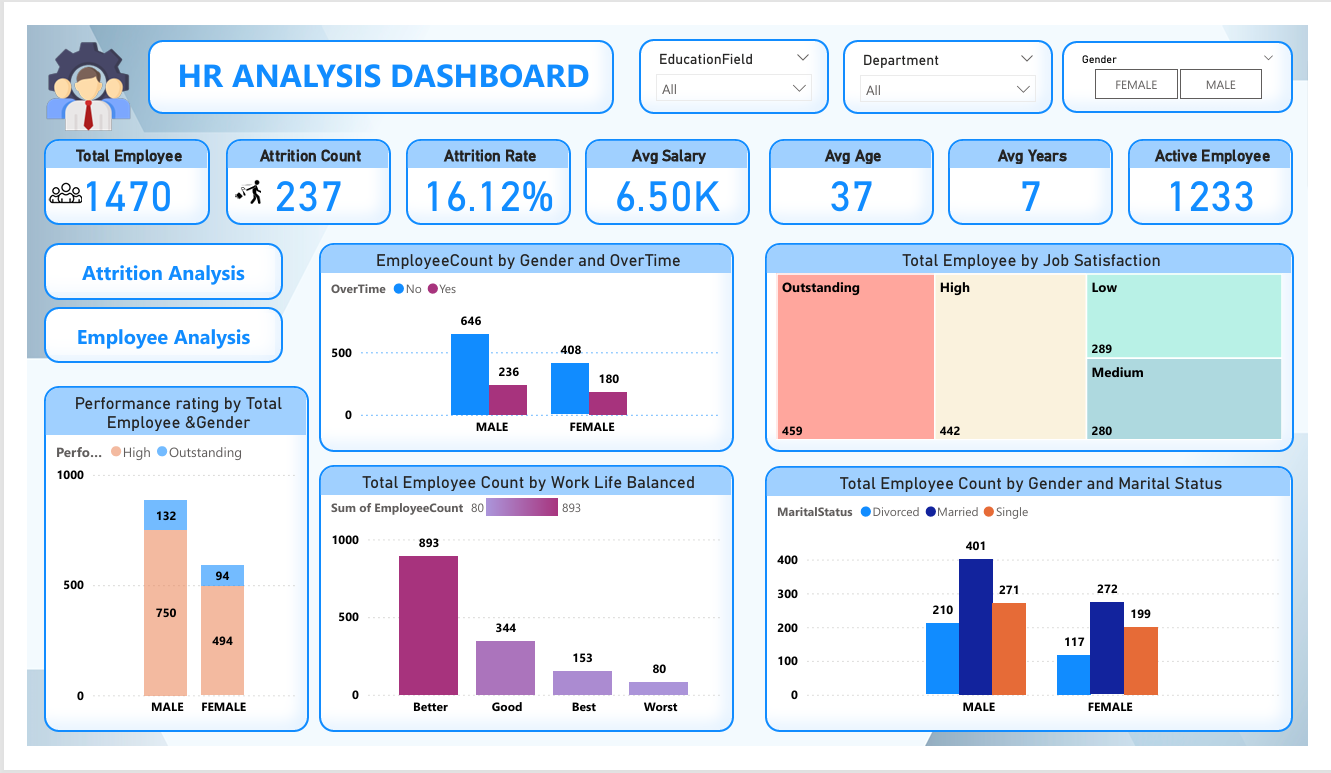 HR ANALYSIS DASHBOARD
EducationField
All
Department
All
Gender
FEMALE
MALE
Total Employee
1470
Attrition Count
237
Attrition Rate
16.12%
Avg Salary
6.50K
Avg Age
37
Avg Years
7
Active Employee
1233
Attrition Analysis
Employee Analysis
Performance rating by Total
Employee &Gender
Perfo... High Outstanding
1000
500
0
132
750
94
494
MALE FEMALE
EmployeeCount by Gender and OverTime
OverTime No Yes
500
0
646
236
408
180
MALE FEMALE
Total Employee by Job Satisfaction
Outstanding
459
High
442
Low
289
Medium
280
Total Employee Count by Work Life Balanced
Sum of EmployeeCount 80 893
1000
500
0
893
344
153
80
Better Good Best Worst
Total Employee Count by Gender and Marital Status
MaritalStatus Divorced Married Single
400
300
200
100
0
210
401
271
117
272
199
MALE FEMALE